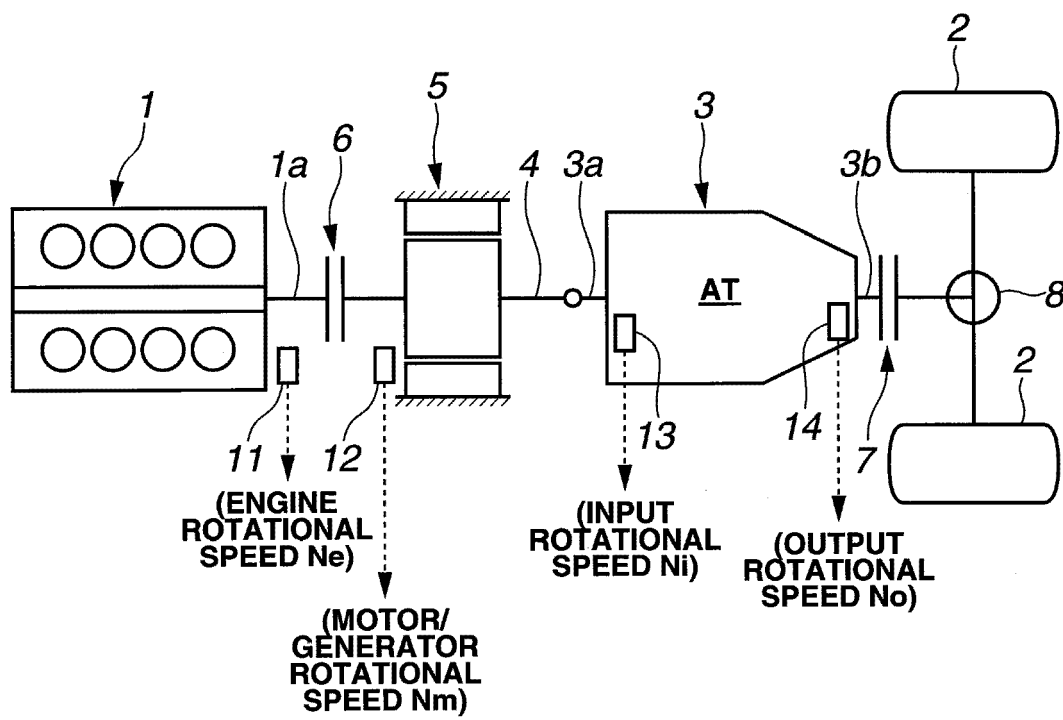 2
1
5
3
6
1a
4
3a
3b
AT
8
2
11
12
13
14
7
(ENGINE
ROTATIONAL
SPEED Ne)
(INPUT
ROTATIONAL
SPEED Ni)
(OUTPUT
ROTATIONAL
SPEED No)
(MOTOR/
GENERATOR
ROTATIONAL
SPEED Nm)